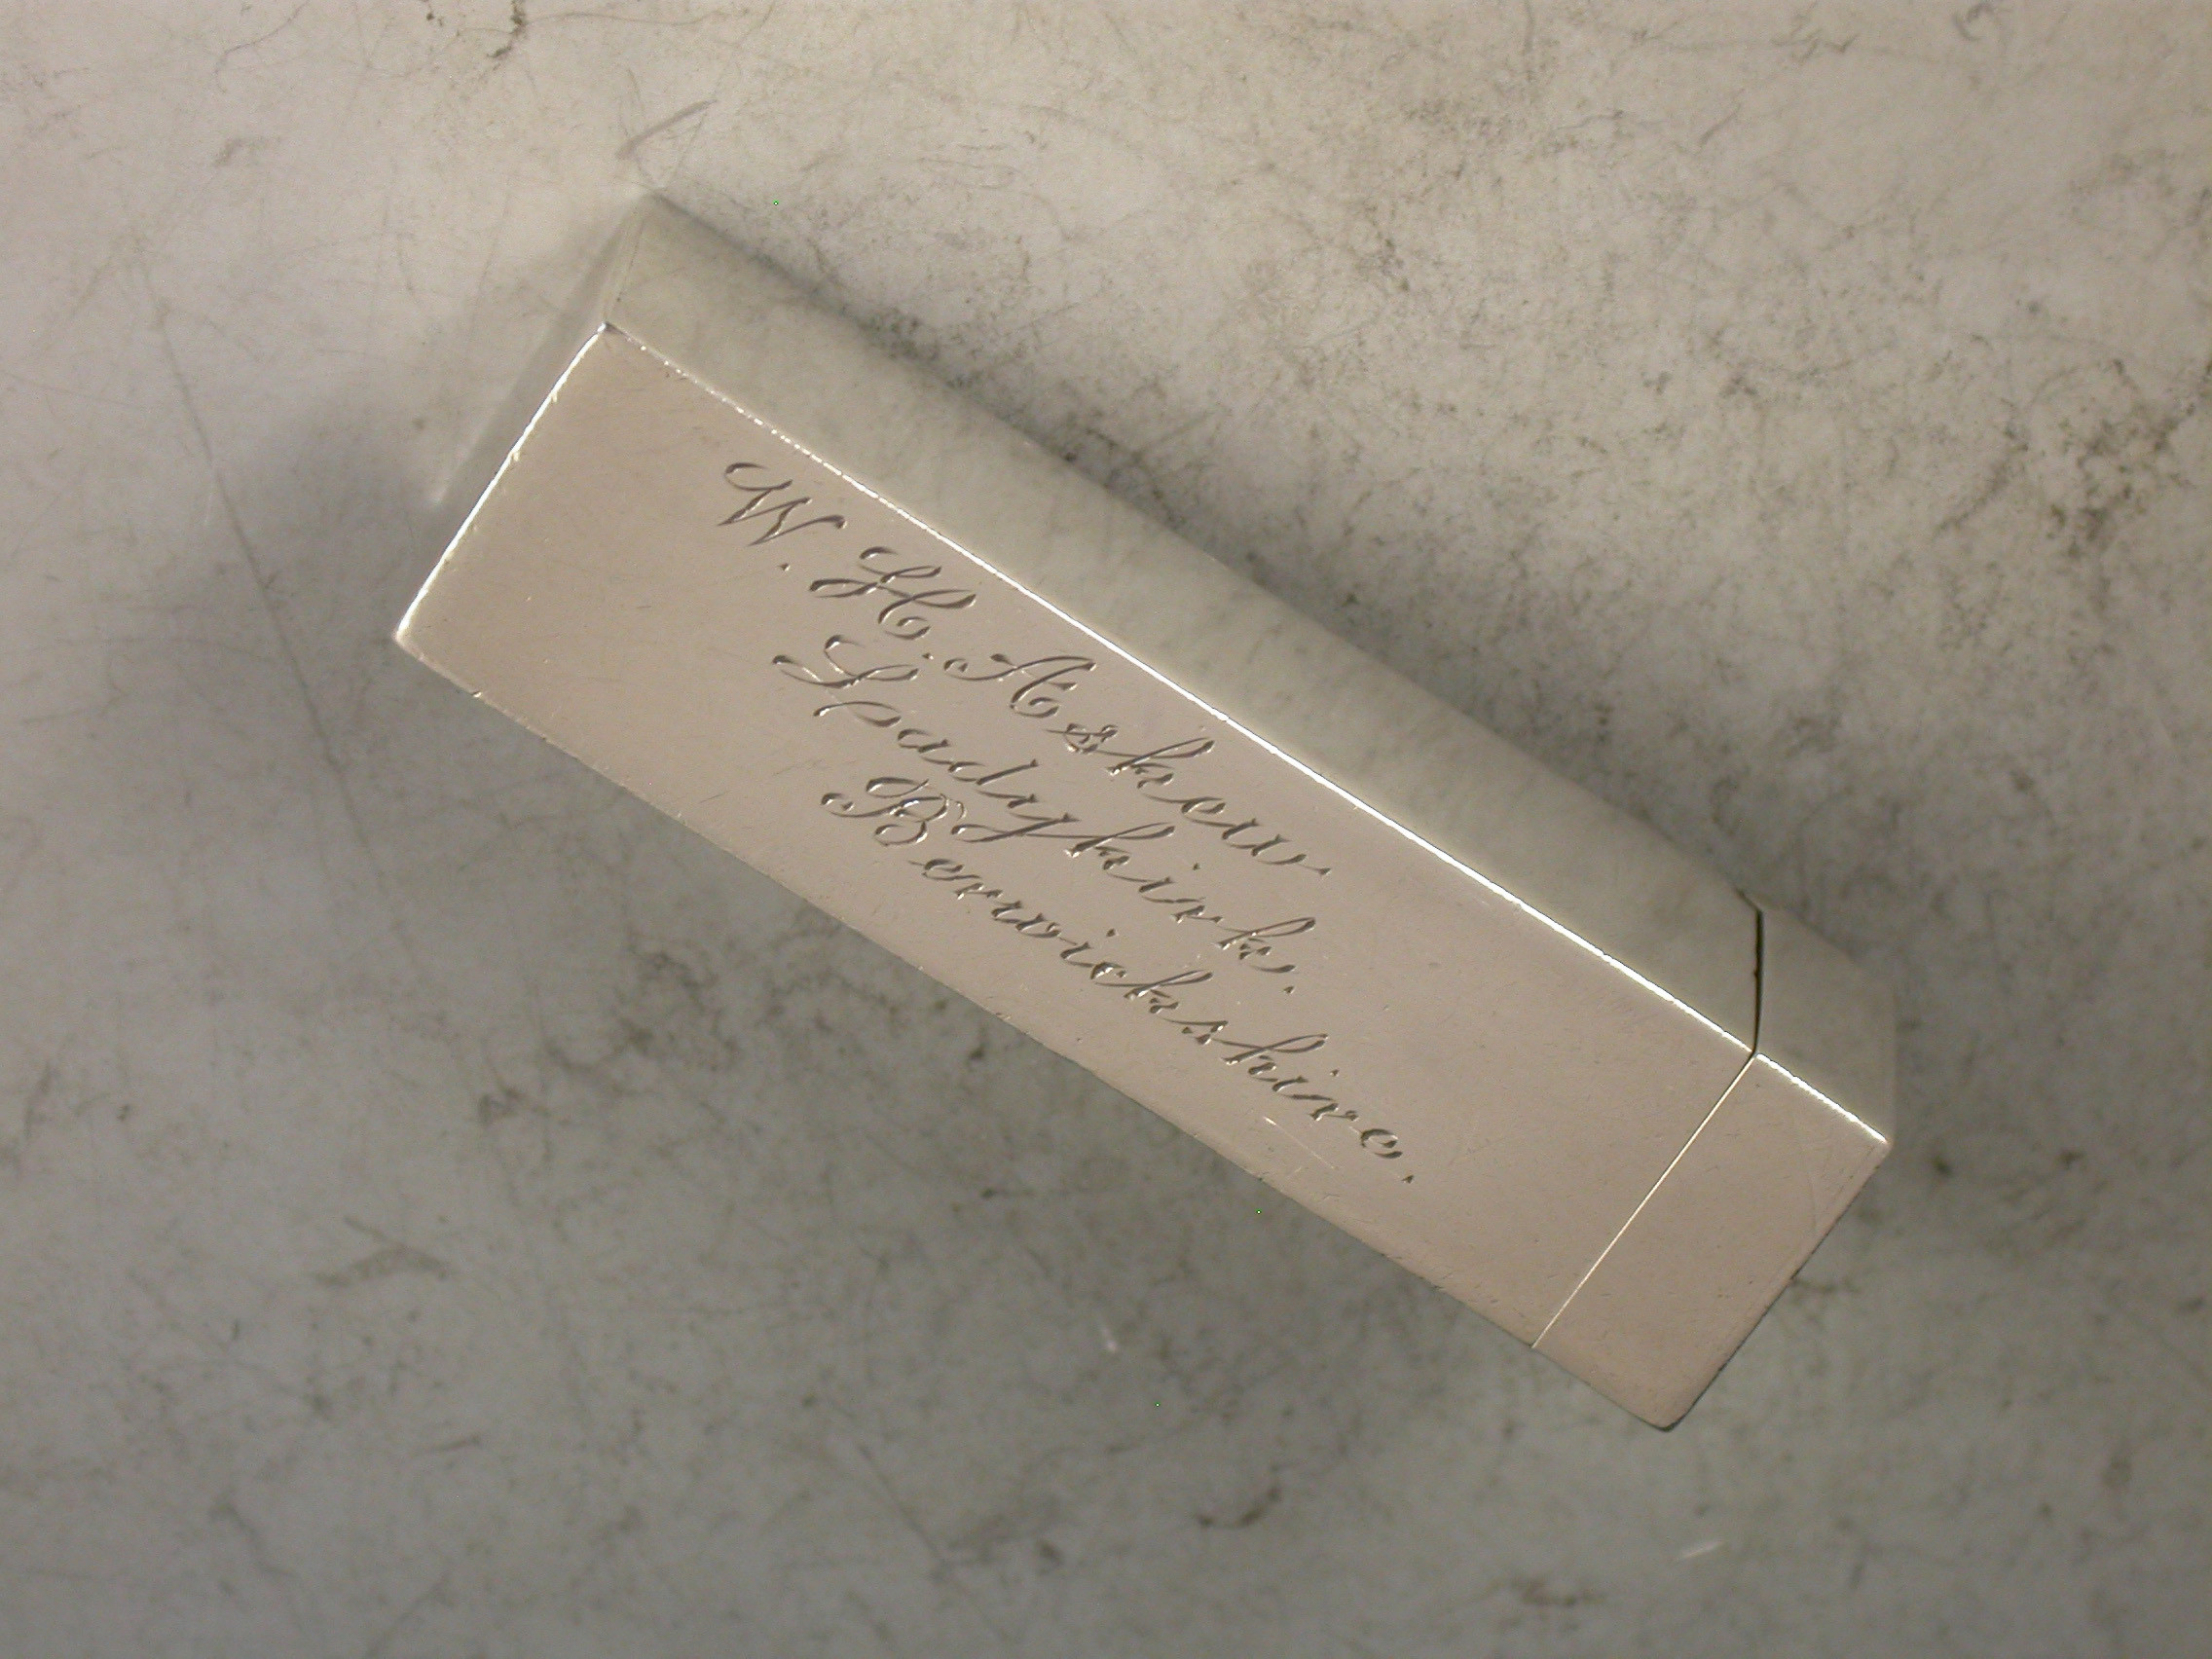 W. H. Askew.
Ladykirk.
Berwickshire.